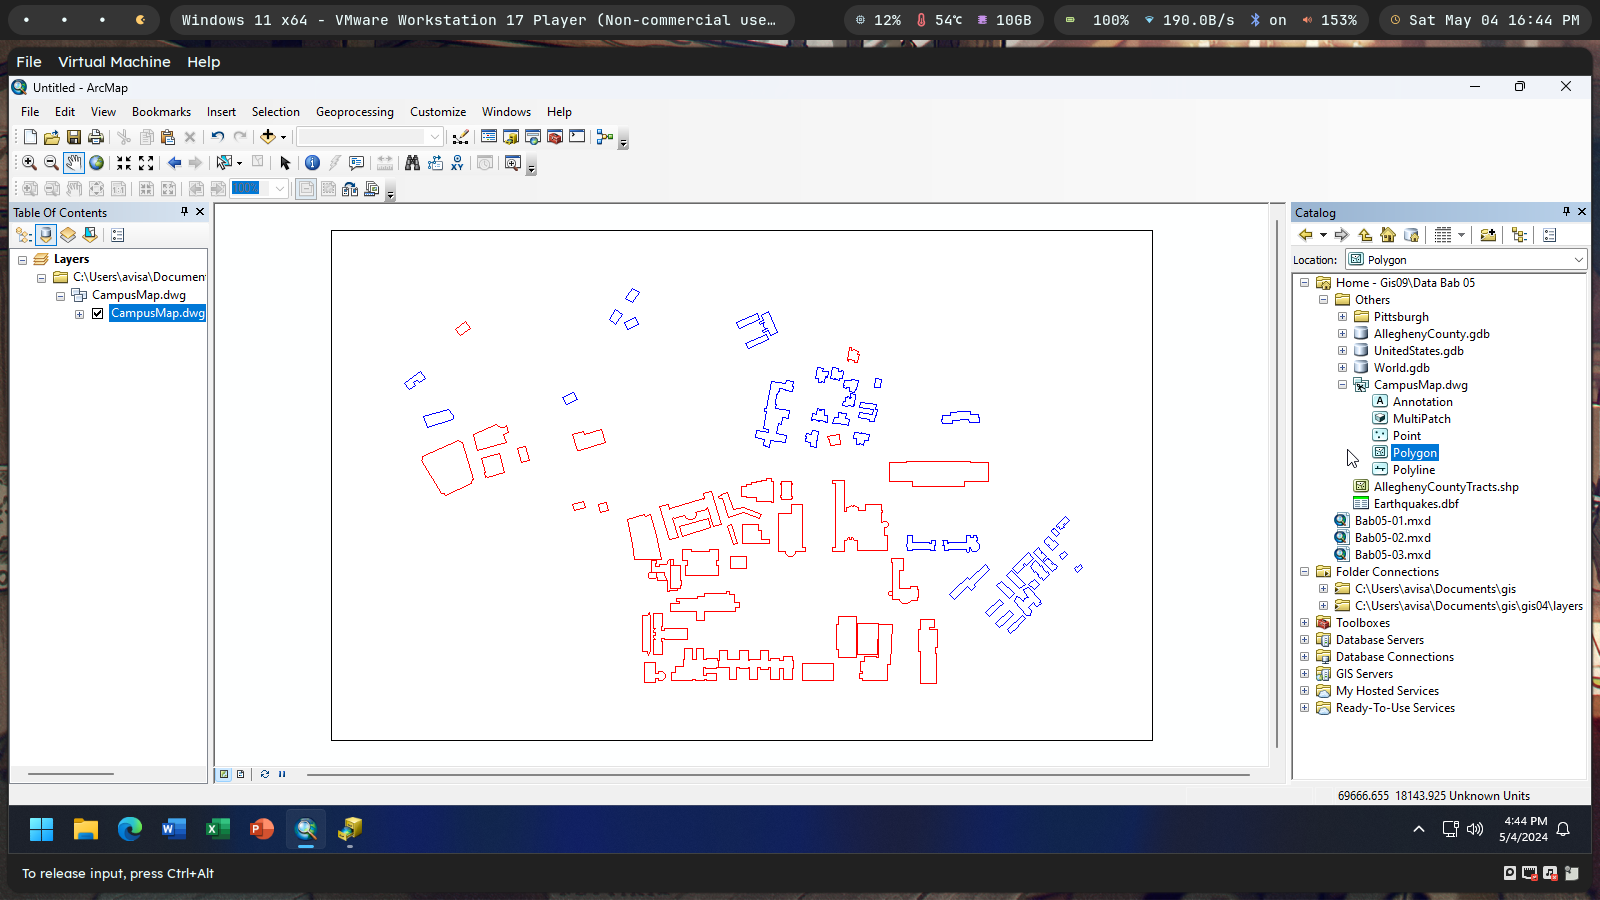 Windows 11 x64 - VMware Workstation 17 Player (Non-commercial use…
12%
54℃
10GB
100%
190.0B/s
on
153%
Sat May 04 16:44 PM
File Virtual Machine Help
Untitled - ArcMap
File Edit View Bookmarks Insert Selection Geoprocessing Customize Windows Help
100%
Table Of Contents
Layers
C:\Users\avisa\Documen
CampusMap.dwg
CampusMap.dwg
Catalog
Location: Polygon
Home - Gis09\Data Bab 05
Others
Pittsburgh
AlleghenyCounty.gdb
UnitedStates.gdb
World.gdb
CampusMap.dwg
Annotation
MultiPatch
Point
Polygon
Polyline
AlleghenyCountyTracts.shp
Earthquakes.dbf
Bab05-01.mxd
Bab05-02.mxd
Bab05-03.mxd
Folder Connections
C:\Users\avisa\Documents\gis
C:\Users\avisa\Documents\gis\gis04\layers
Toolboxes
Database Servers
Database Connections
GIS Servers
My Hosted Services
Ready-To-Use Services
69666.655 18143.925 Unknown Units
4:44 PM
5/4/2024
To release input, press Ctrl+Alt